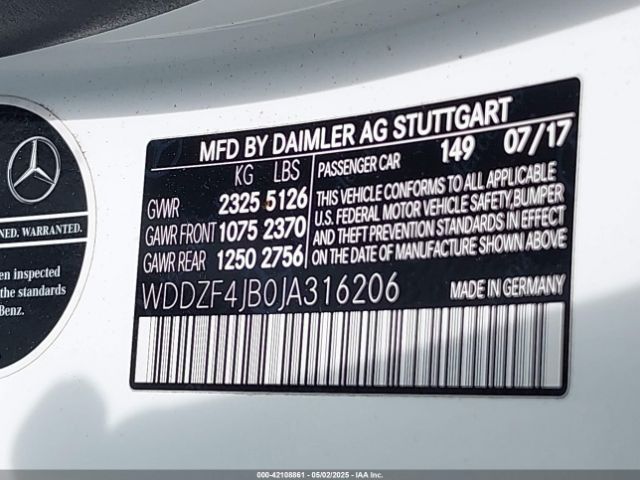 MFD BY DAIMLER AG STUTTGART
KG LBS
GVWR 2325 5126
GAWR FRONT 1075 2370
GAWR REAR 1250 2756
PASSENGER CAR 149 07/17
THIS VEHICLE CONFORMS TO ALL APPLICABLE
U.S. FEDERAL MOTOR VEHICLE SAFETY,BUMPER
AND THEFT PREVENTION STANDARDS IN EFFECT
ON THE DATE OF MANUFACTURE SHOWN ABOVE
WDDZF4JB0JA316206 MADE IN GERMANY
NED. WARRANTED.
en inspected
the standards
Benz.
000-42108861 - 05/02/2025 - IAA Inc.